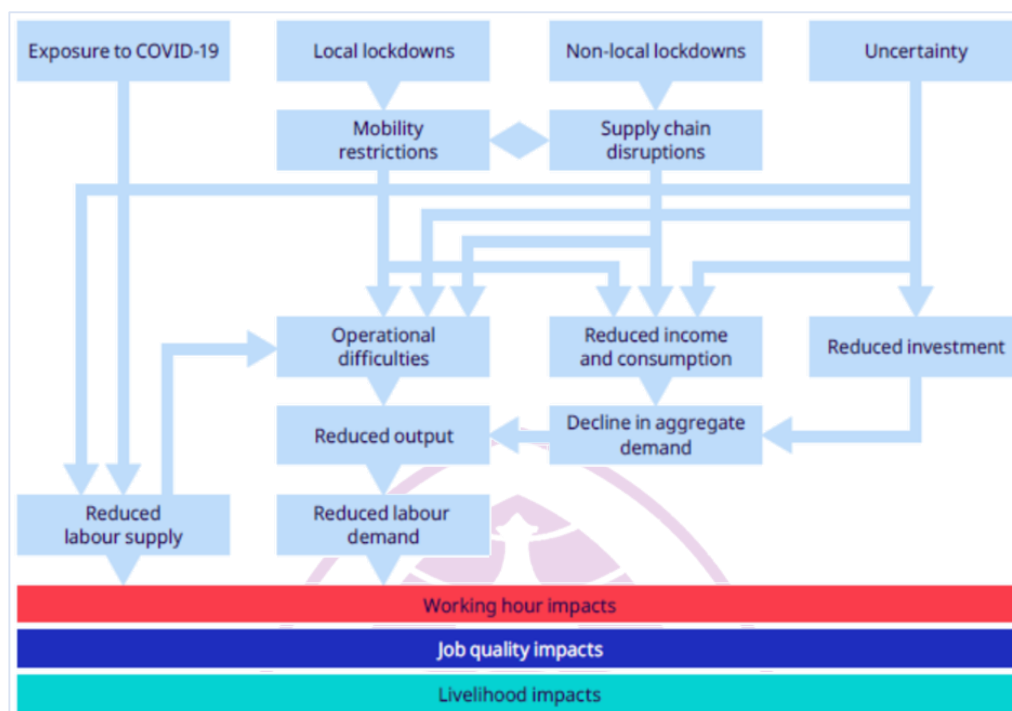 Exposure to COVID-19
Local lockdowns
Non-local lockdowns
Uncertainty
Mobility
restrictions
Supply chain
disruptions
Operational
difficulties
Reduced income
and consumption
Reduced investment
Reduced output
Decline in aggregate
demand
Reduced
labour supply
Reduced labour
demand
Working hour impacts
Job quality impacts
Livelihood impacts